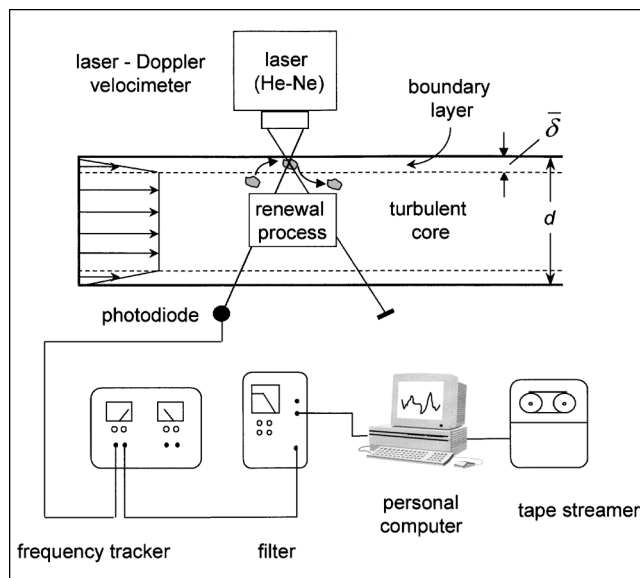 laser - Doppler
velocimeter
laser
(He-Ne)
boundary
layer
δ̅
d
renewal
process
turbulent
core
photodiode
personal
computer
tape streamer
frequency tracker
filter